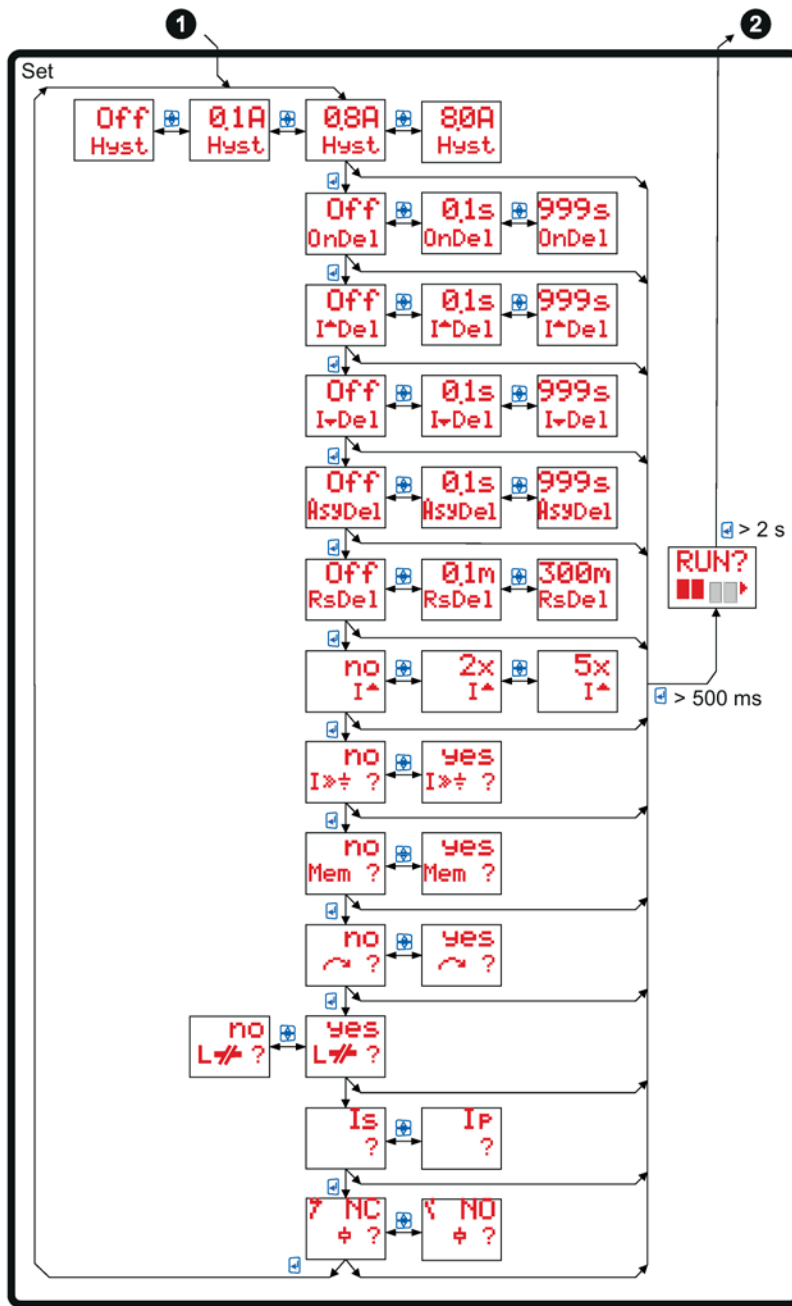 1 2
Set
Off 0.1A 0.8A 8.0A
Hyst Hyst Hyst Hyst
Off 0.1s 999s
OnDel OnDel OnDel
Off 0.1s 999s
I▲Del I▲Del I▲Del
Off 0.1s 999s
I▼Del I▼Del I▼Del
Off 0.1s 999s
AsyDel AsyDel AsyDel
> 2 s
RUN?
Off 0.1m 300m
RsDel RsDel RsDel
no 2x 5x
I▲ I▲ I▲
> 500 ms
no yes
I»÷ ? I»÷ ?
no yes
Mem ? Mem ?
no yes
? ?
no yes
L ? L ?
Is Ip
? ?
NC NO
? ?